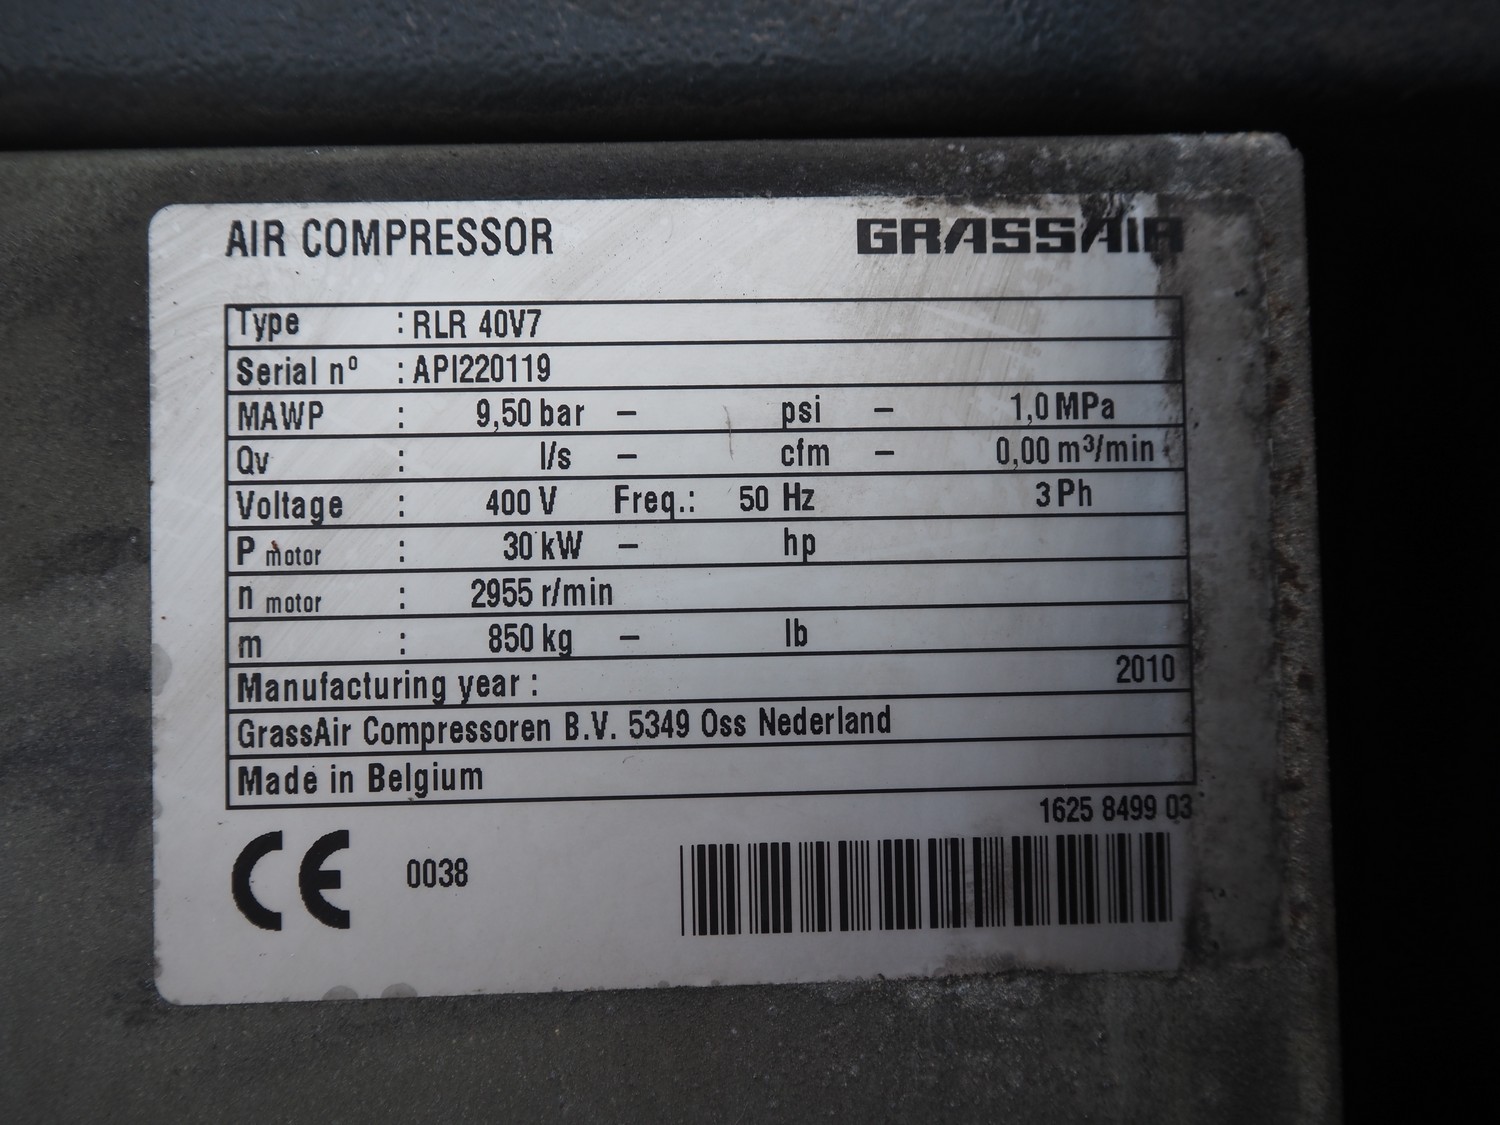 AIR COMPRESSOR GRASSAIR
Type : RLR 40V7
Serial nº : API220119
MAWP : 9,50 bar – psi – 1,0 MPa
Qv : l/s – cfm – 0,00 m³/min
Voltage : 400 V Freq.: 50 Hz 3 Ph
P motor : 30 kW – hp
n motor : 2955 r/min
m : 850 kg – lb
Manufacturing year : 2010
GrassAir Compressoren B.V. 5349 Oss Nederland
Made in Belgium
1625 8499 03
CE 0038